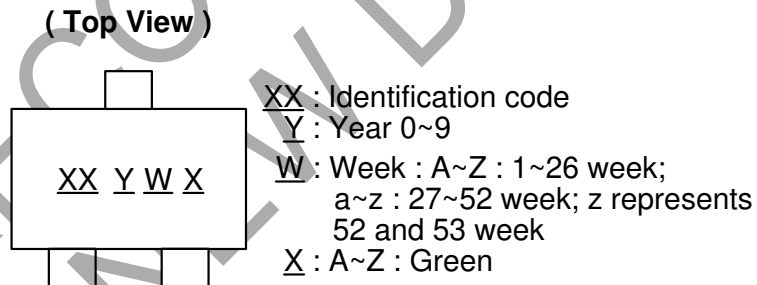 ( Top View )
XX : Identification code
Y : Year 0~9
W : Week : A~Z : 1~26 week;
XX Y W X
a~z : 27~52 week; z represents
52 and 53 week
X : A~Z : Green